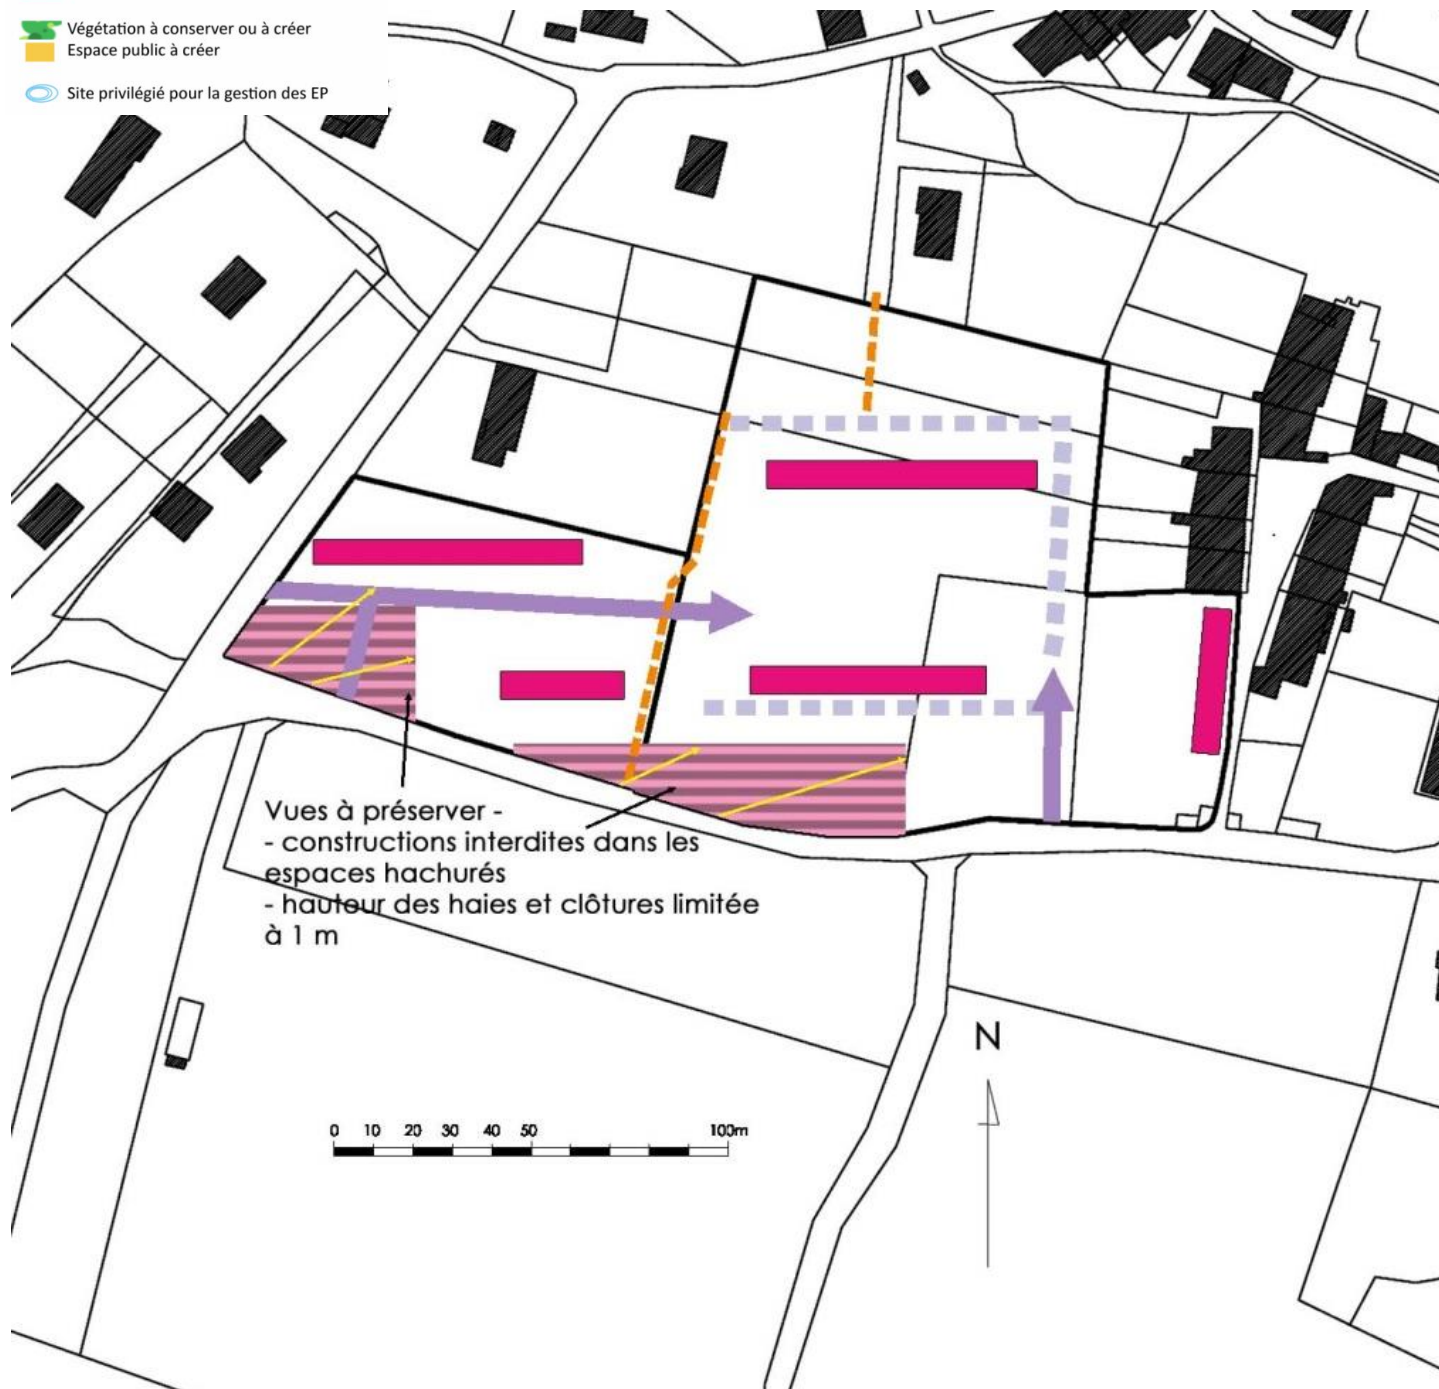 Végétation à conserver ou à créer
Espace public à créer
Site privilégié pour la gestion des EP
Vues à préserver -
- constructions interdites dans les
espaces hachurés
- hauteur des haies et clôtures limitée
à 1 m
N
0 10 20 30 40 50 100m